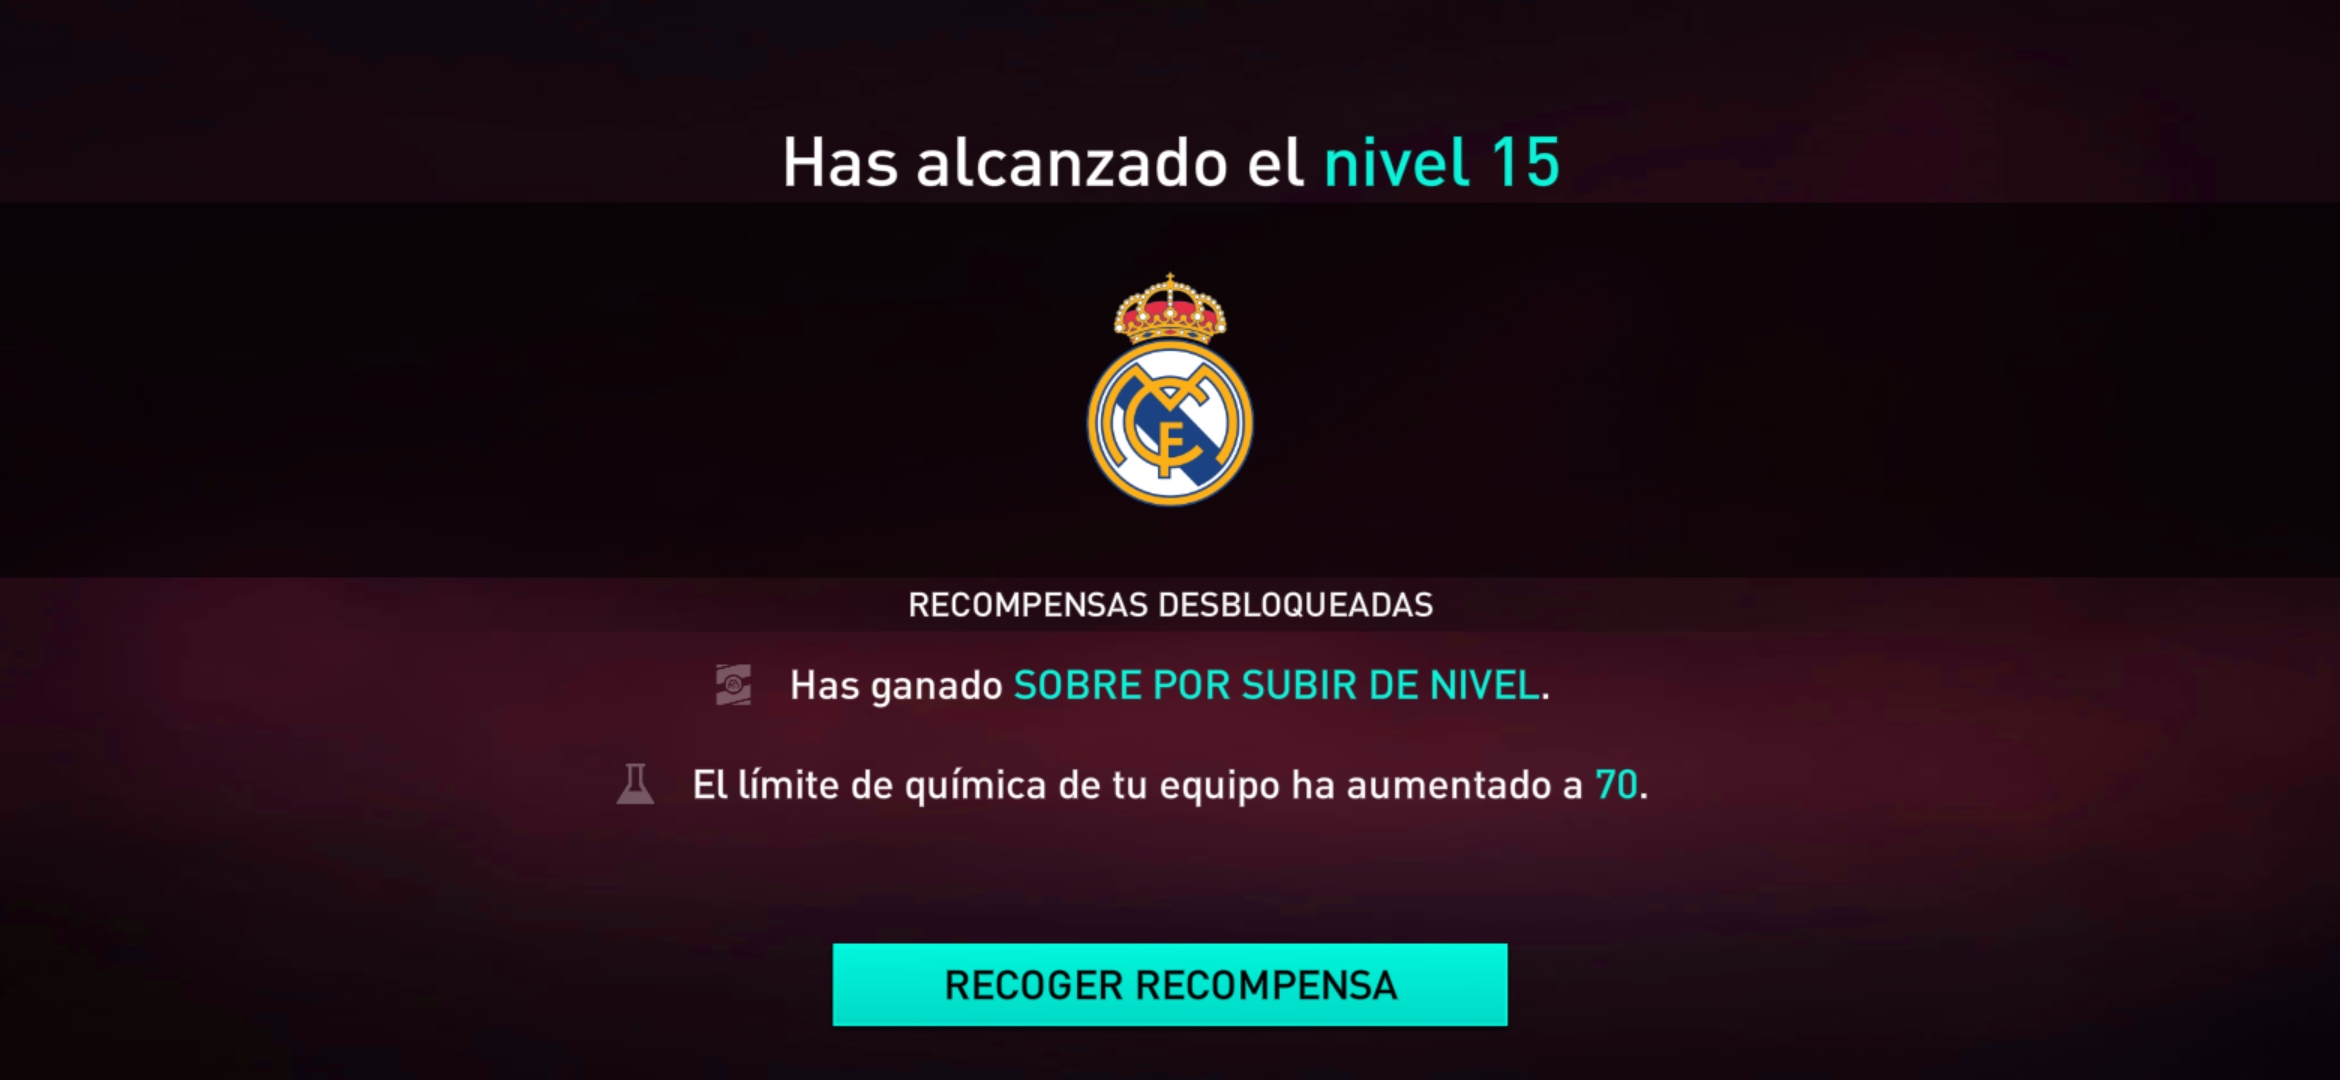 Has alcanzado el nivel 15
RECOMPENSAS DESBLOQUEADAS
Has ganado SOBRE POR SUBIR DE NIVEL.
El límite de química de tu equipo ha aumentado a 70.
RECOGER RECOMPENSA